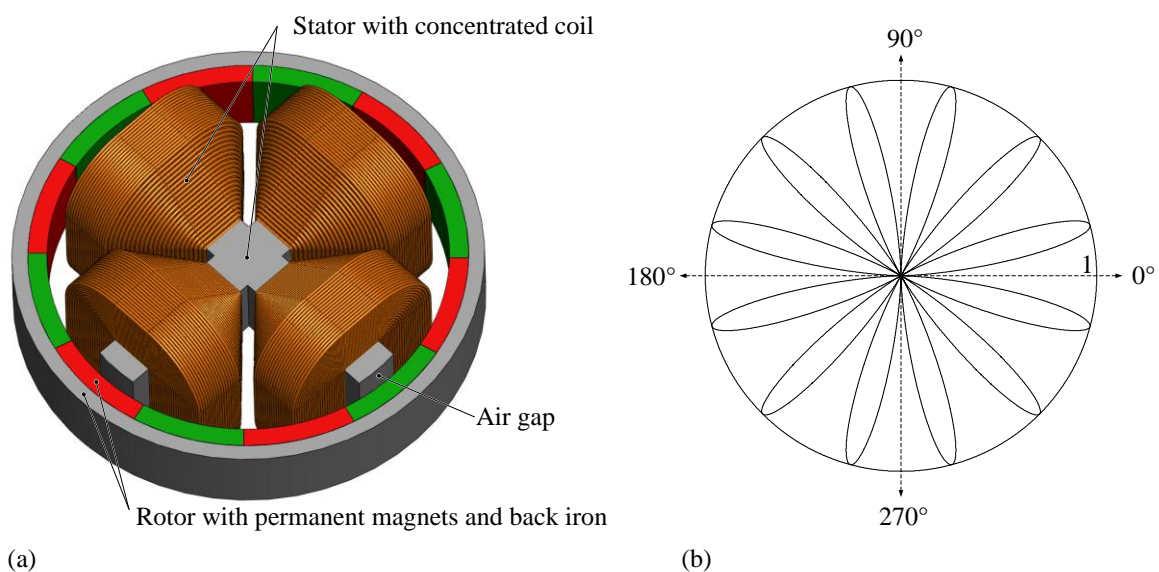 Stator with concentrated coil
Air gap
Rotor with permanent magnets and back iron
(a)
90°
180°
1
0°
270°
(b)